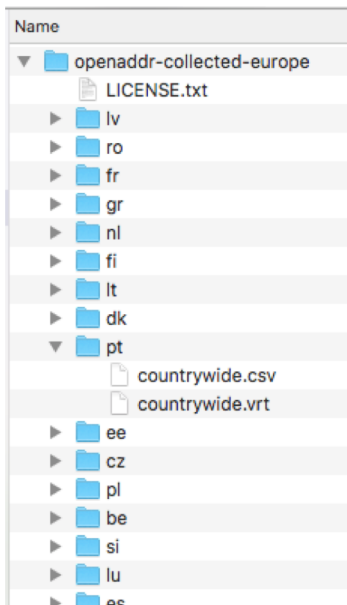 Name
openaddr-collected-europe
LICENSE.txt
lv
ro
fr
gr
nl
fi
lt
dk
pt
countrywide.csv
countrywide.vrt
ee
cz
pl
be
si
lu
es